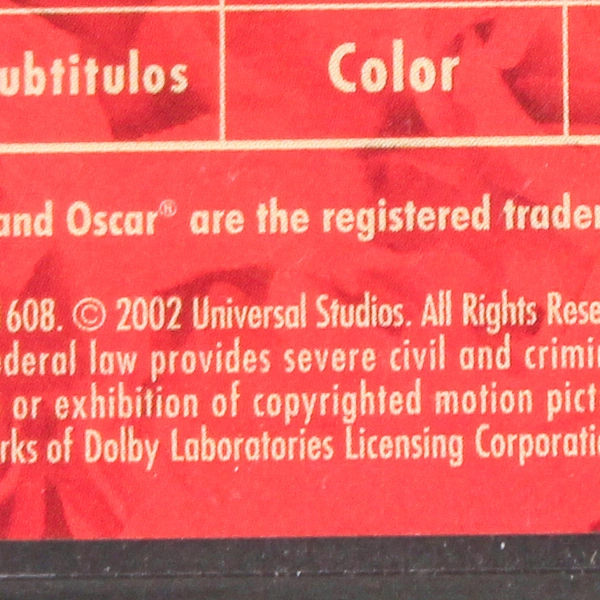 ubtitulos
Color
and Oscar® are the registered trader
608. © 2002 Universal Studios. All Rights Rese
ederal law provides severe civil and crimi
or exhibition of copyrighted motion pict
rks of Dolby Laboratories Licensing Corporati